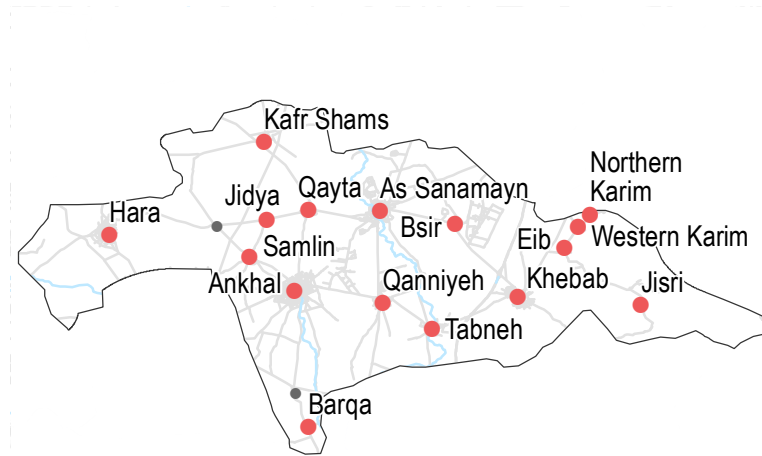 Kafr Shams
Northern
Karim
Jidya
Qayta
As Sanamayn
Hara
Bsir
Eib
Western Karim
Samlin
Ankhal
Qanniyeh
Khebab
Jisri
Tabneh
Barqa